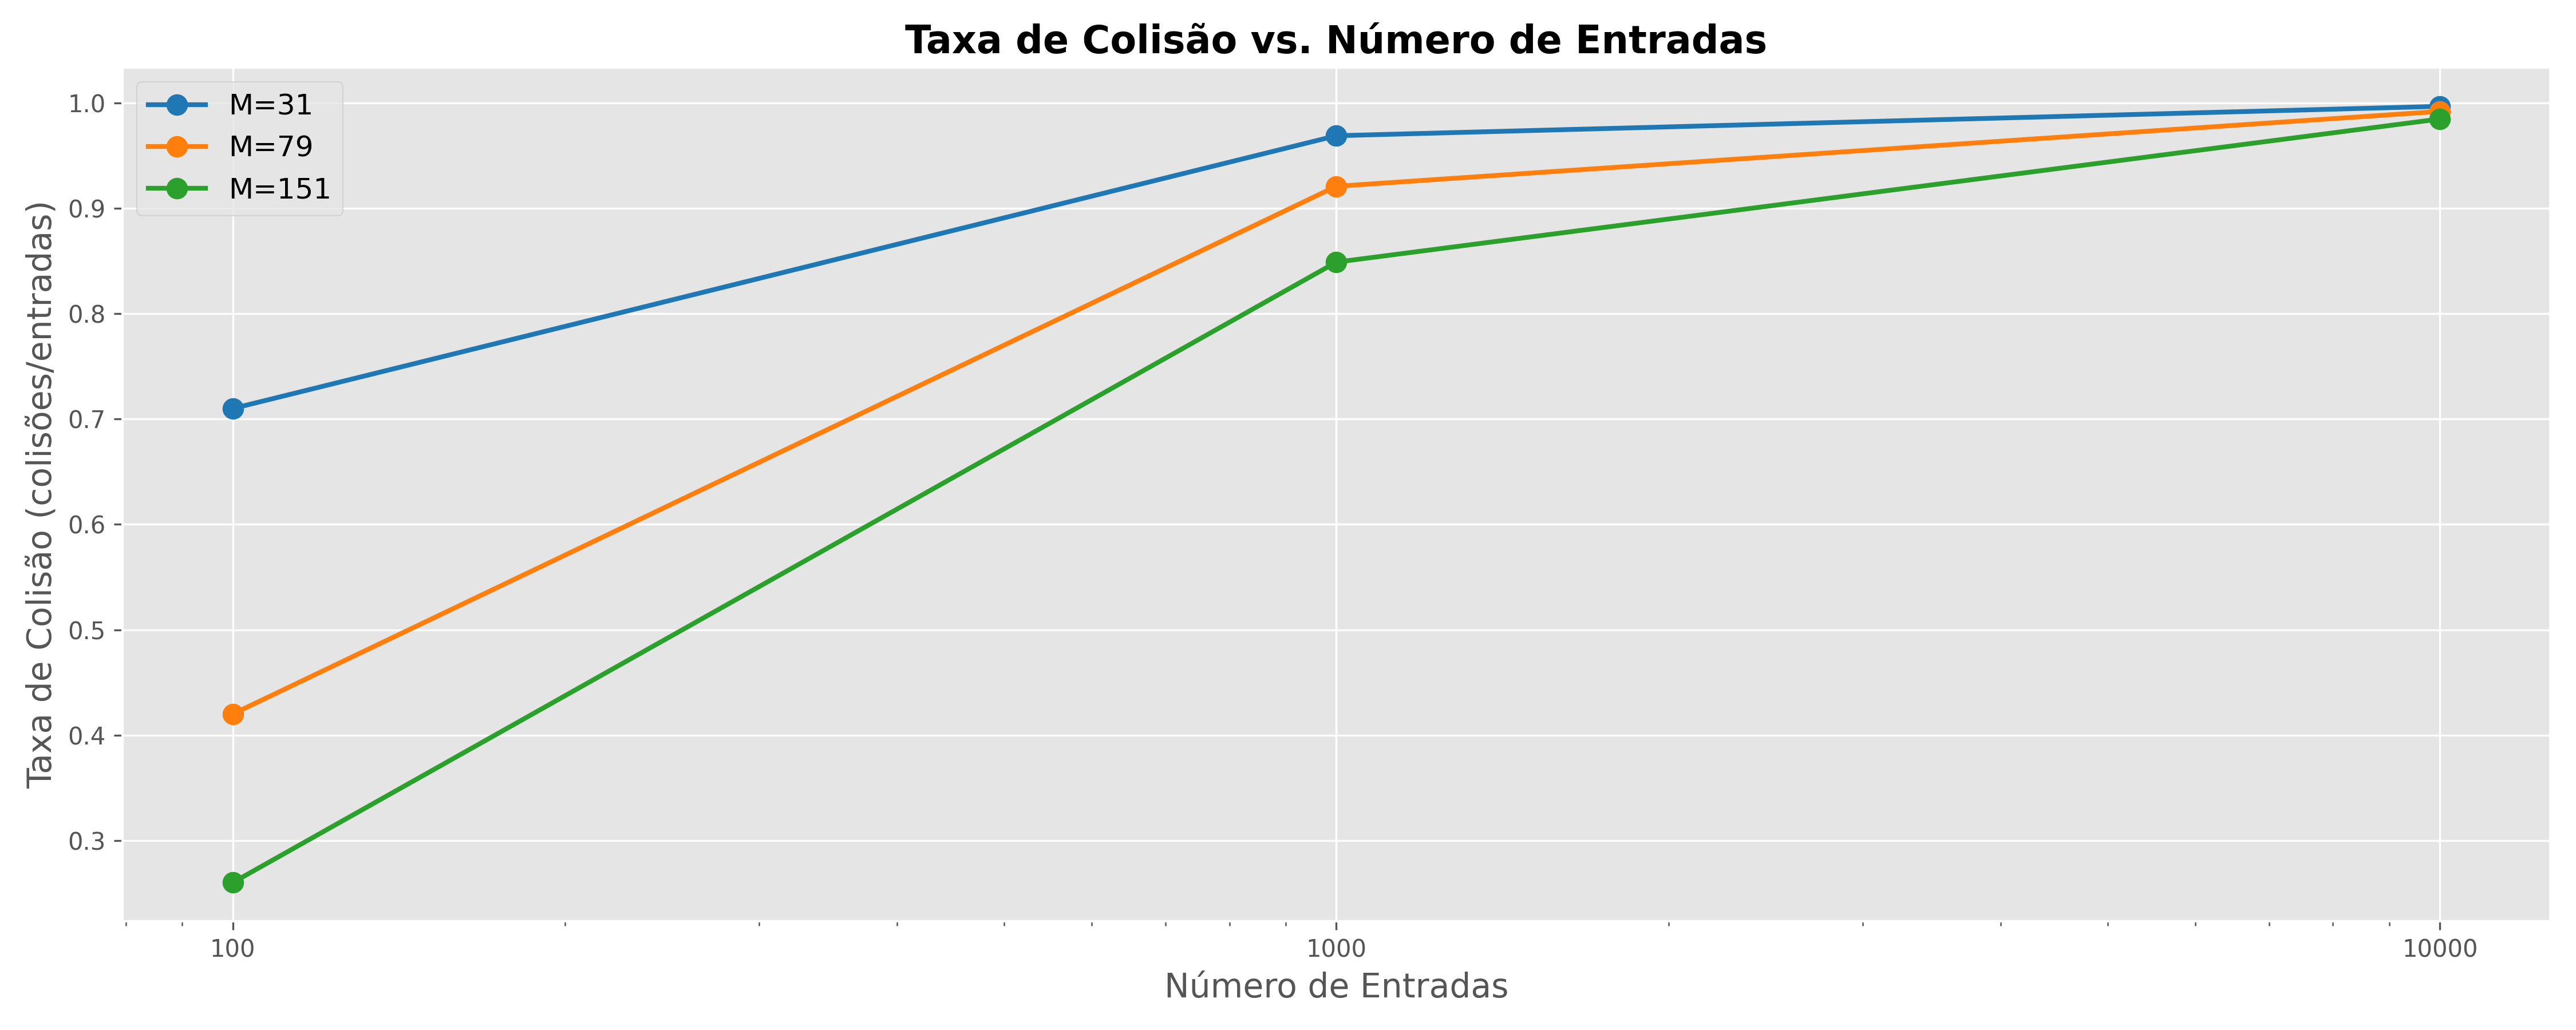 Taxa de Colisão vs. Número de Entradas
M=31
M=79
M=151
Taxa de Colisão (colisões/entradas)
1.0
0.9
0.8
0.7
0.6
0.5
0.4
0.3
100
1000
10000
Número de Entradas